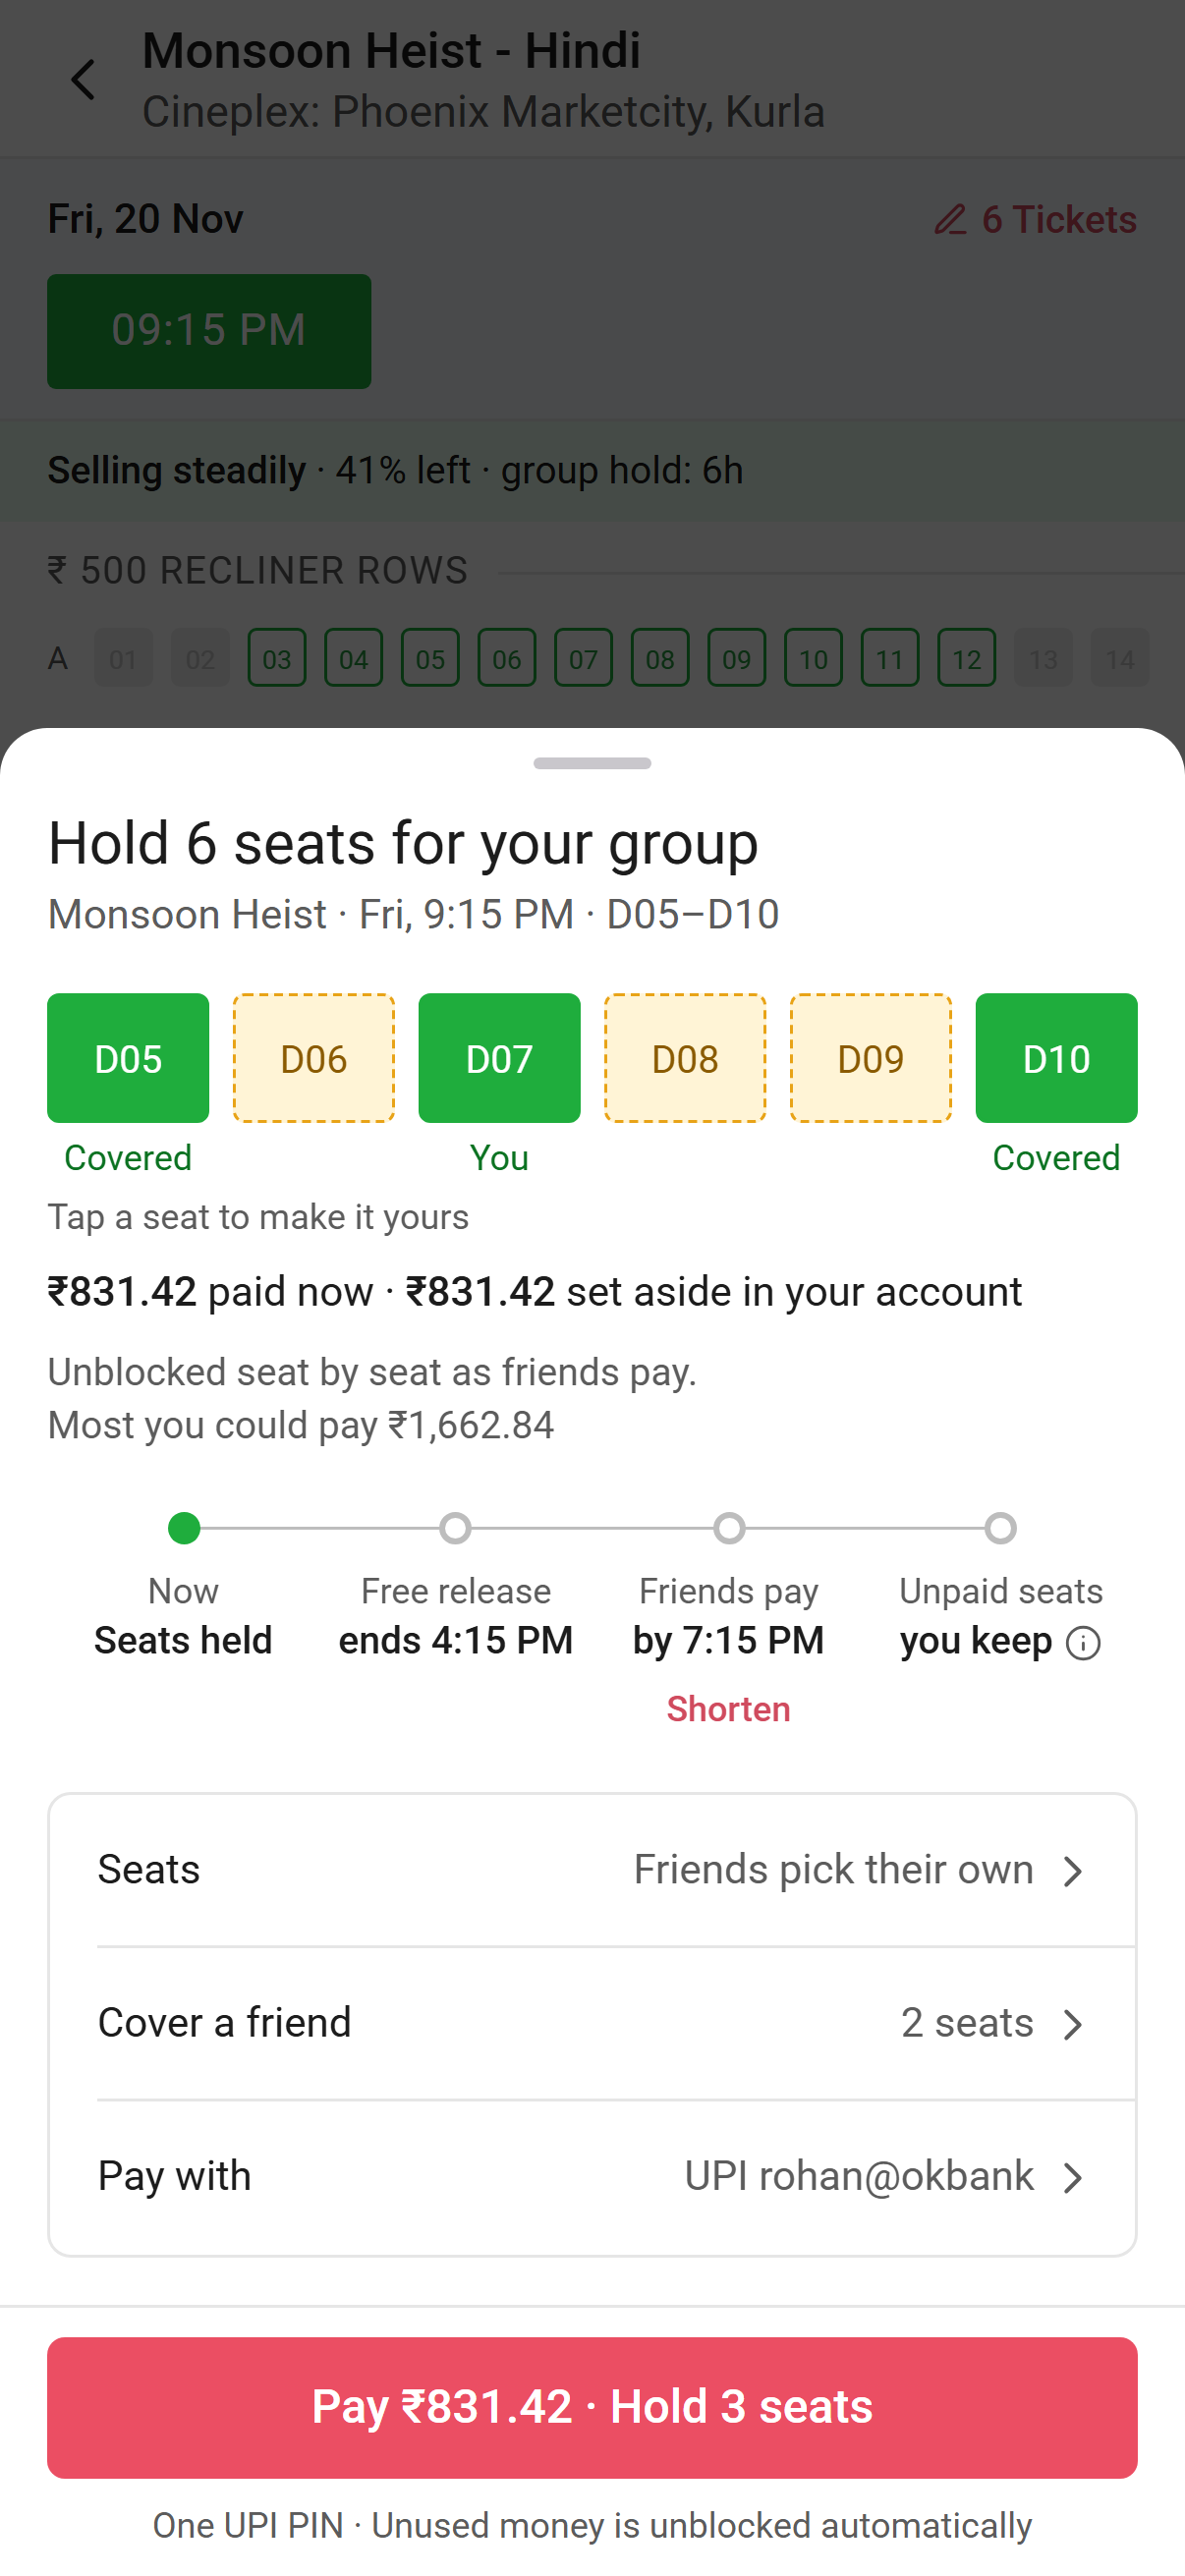 Monsoon Heist - Hindi
Cineplex: Phoenix Marketcity, Kurla
Fri, 20 Nov
6 Tickets
09:15 PM
Selling steadily · 41% left · group hold: 6h
₹ 500 RECLINER ROWS
A 01 02 03 04 05 06 07 08 09 10 11 12 13 14
Hold 6 seats for your group
Monsoon Heist · Fri, 9:15 PM · D05–D10
D05 D06 D07 D08 D09 D10
Covered You Covered
Tap a seat to make it yours
₹831.42 paid now · ₹831.42 set aside in your account
Unblocked seat by seat as friends pay.
Most you could pay ₹1,662.84
Now Free release Friends pay Unpaid seats
Seats held ends 4:15 PM by 7:15 PM you keep
Shorten
Seats Friends pick their own
Cover a friend 2 seats
Pay with UPI rohan@okbank
Pay ₹831.42 · Hold 3 seats
One UPI PIN · Unused money is unblocked automatically